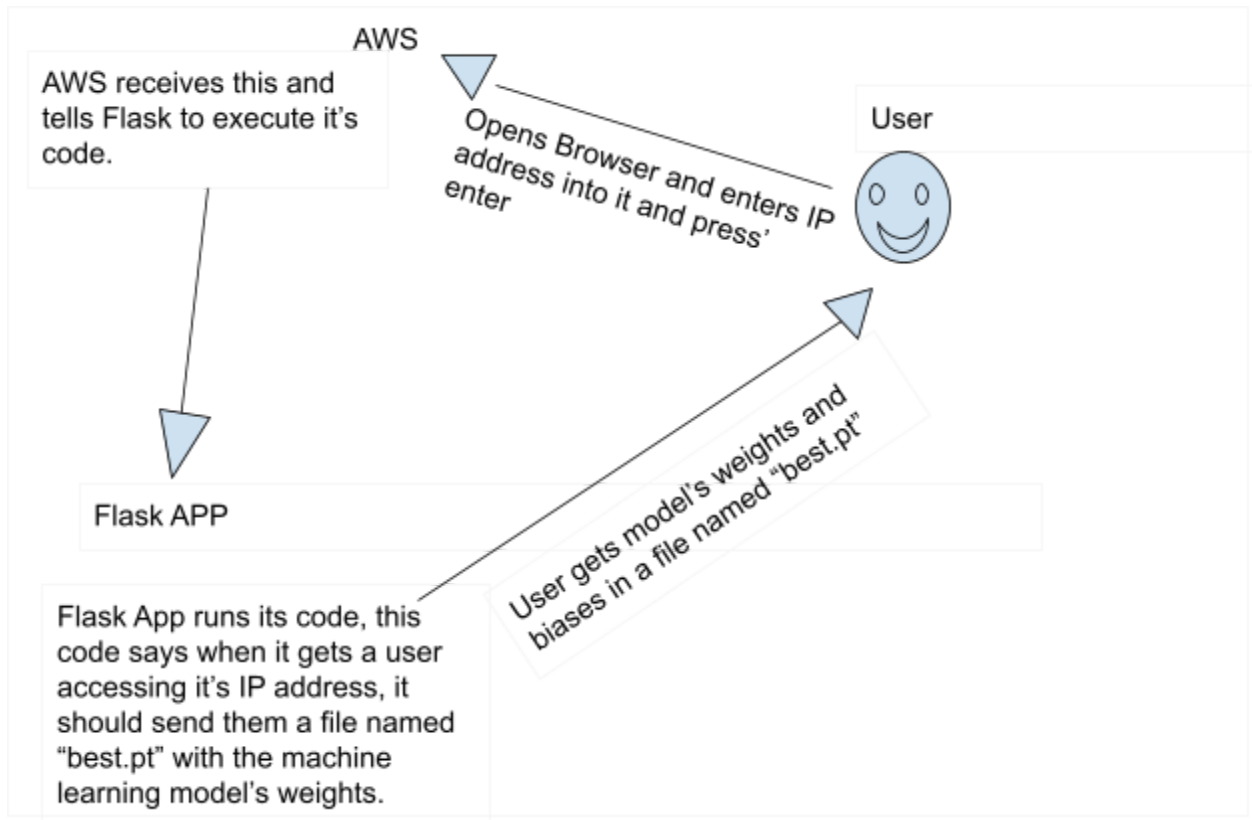 AWS
AWS receives this and
tells Flask to execute it’s
code.
Opens Browser and enters IP
address into it and press’
enter
User
Flask APP
Flask App runs its code, this
code says when it gets a user
accessing it’s IP address, it
should send them a file named
“best.pt” with the machine
learning model’s weights.
User gets model’s weights and
biases in a file named “best.pt”